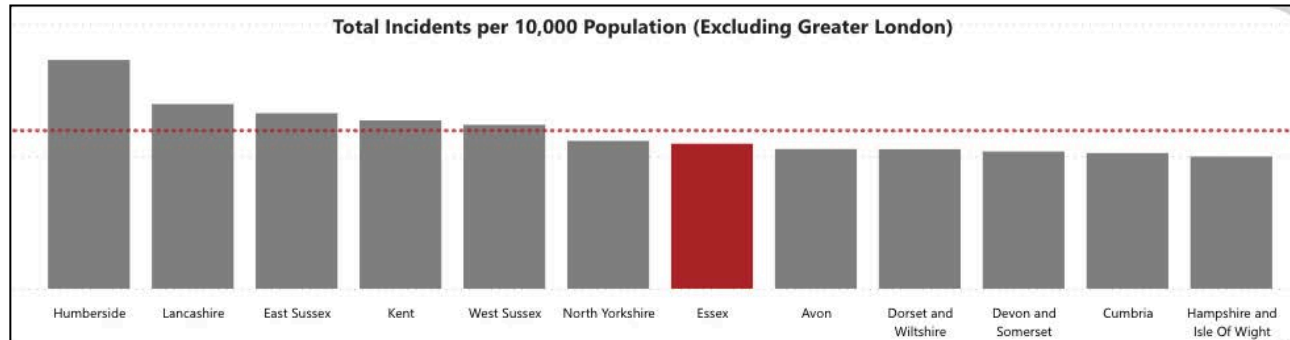 Total Incidents per 10,000 Population (Excluding Greater London)
Humberside
Lancashire
East Sussex
Kent
West Sussex
North Yorkshire
Essex
Avon
Dorset and
Wiltshire
Devon and
Somerset
Cumbria
Hampshire and
Isle Of Wight